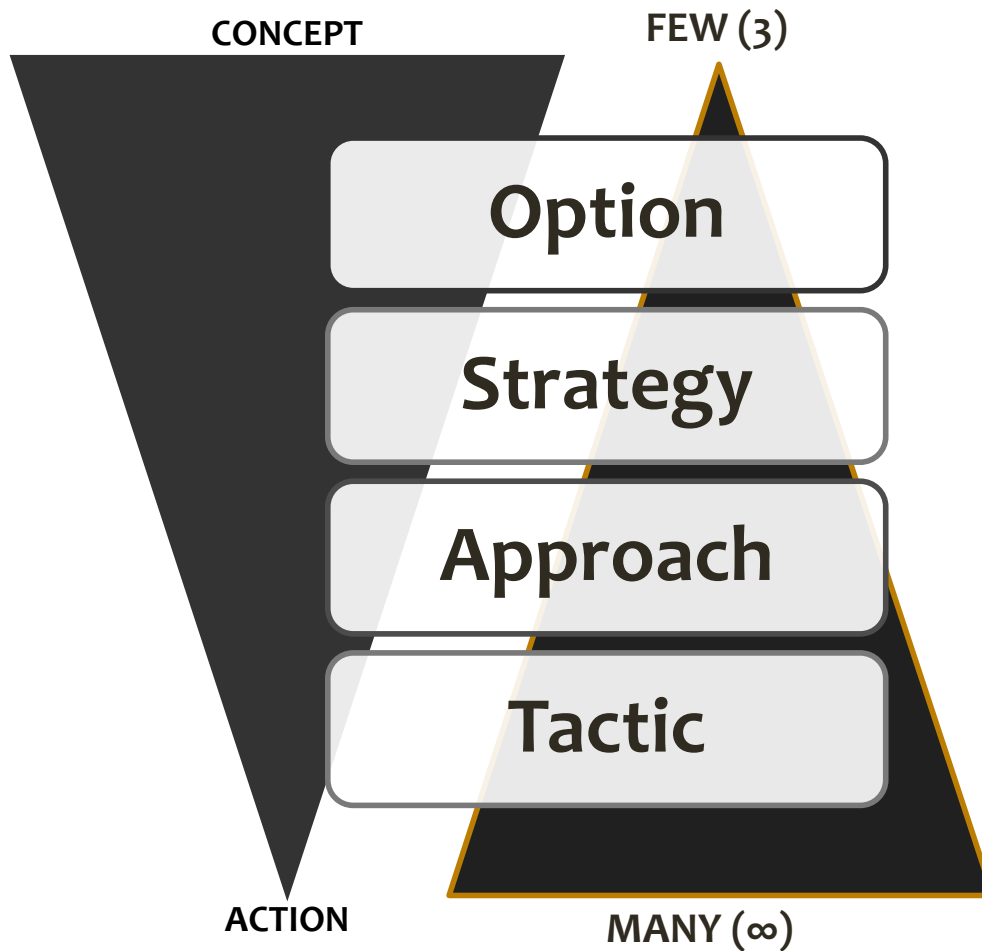 CONCEPT
FEW (3)
Option
Strategy
Approach
Tactic
ACTION
MANY (∞)